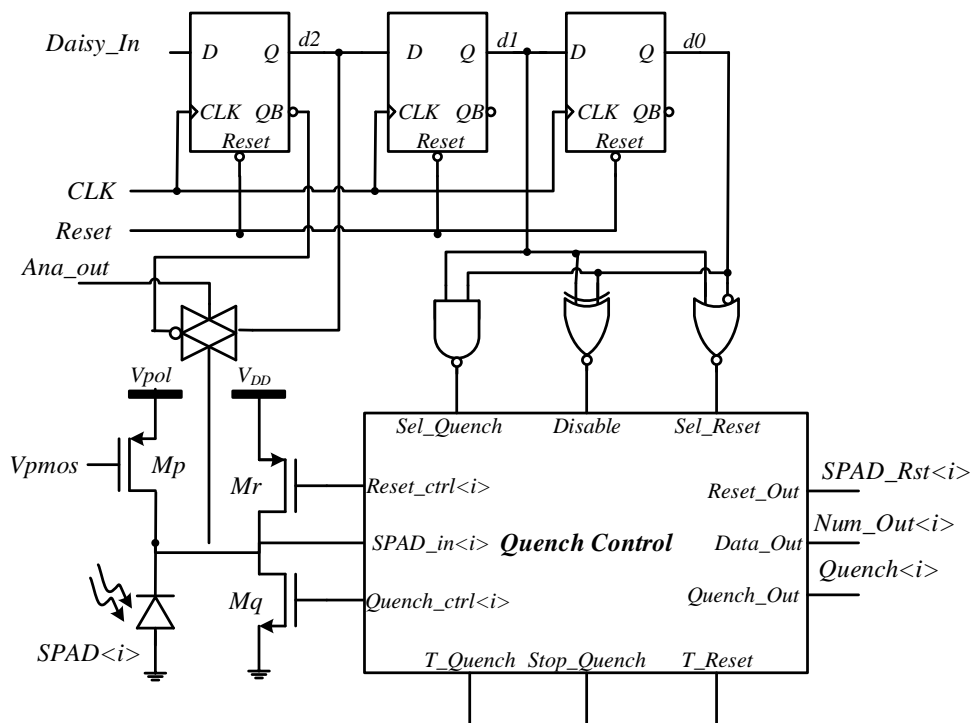 Daisy_In
D Q
d2
D Q
d1
D Q
d0
CLK QB
CLK QB
CLK QB
Reset
Reset
Reset
CLK
Reset
Ana_out
Vpol
VDD
Sel_Quench Disable Sel_Reset
Vpmos
Mp
Mr
Reset_ctrl<i>
Reset_Out
SPAD_Rst<i>
SPAD_in<i>
Quench Control
Data_Out
Num_Out<i>
Mq
Quench_ctrl<i>
Quench_Out
Quench<i>
SPAD<i>
T_Quench Stop_Quench T_Reset